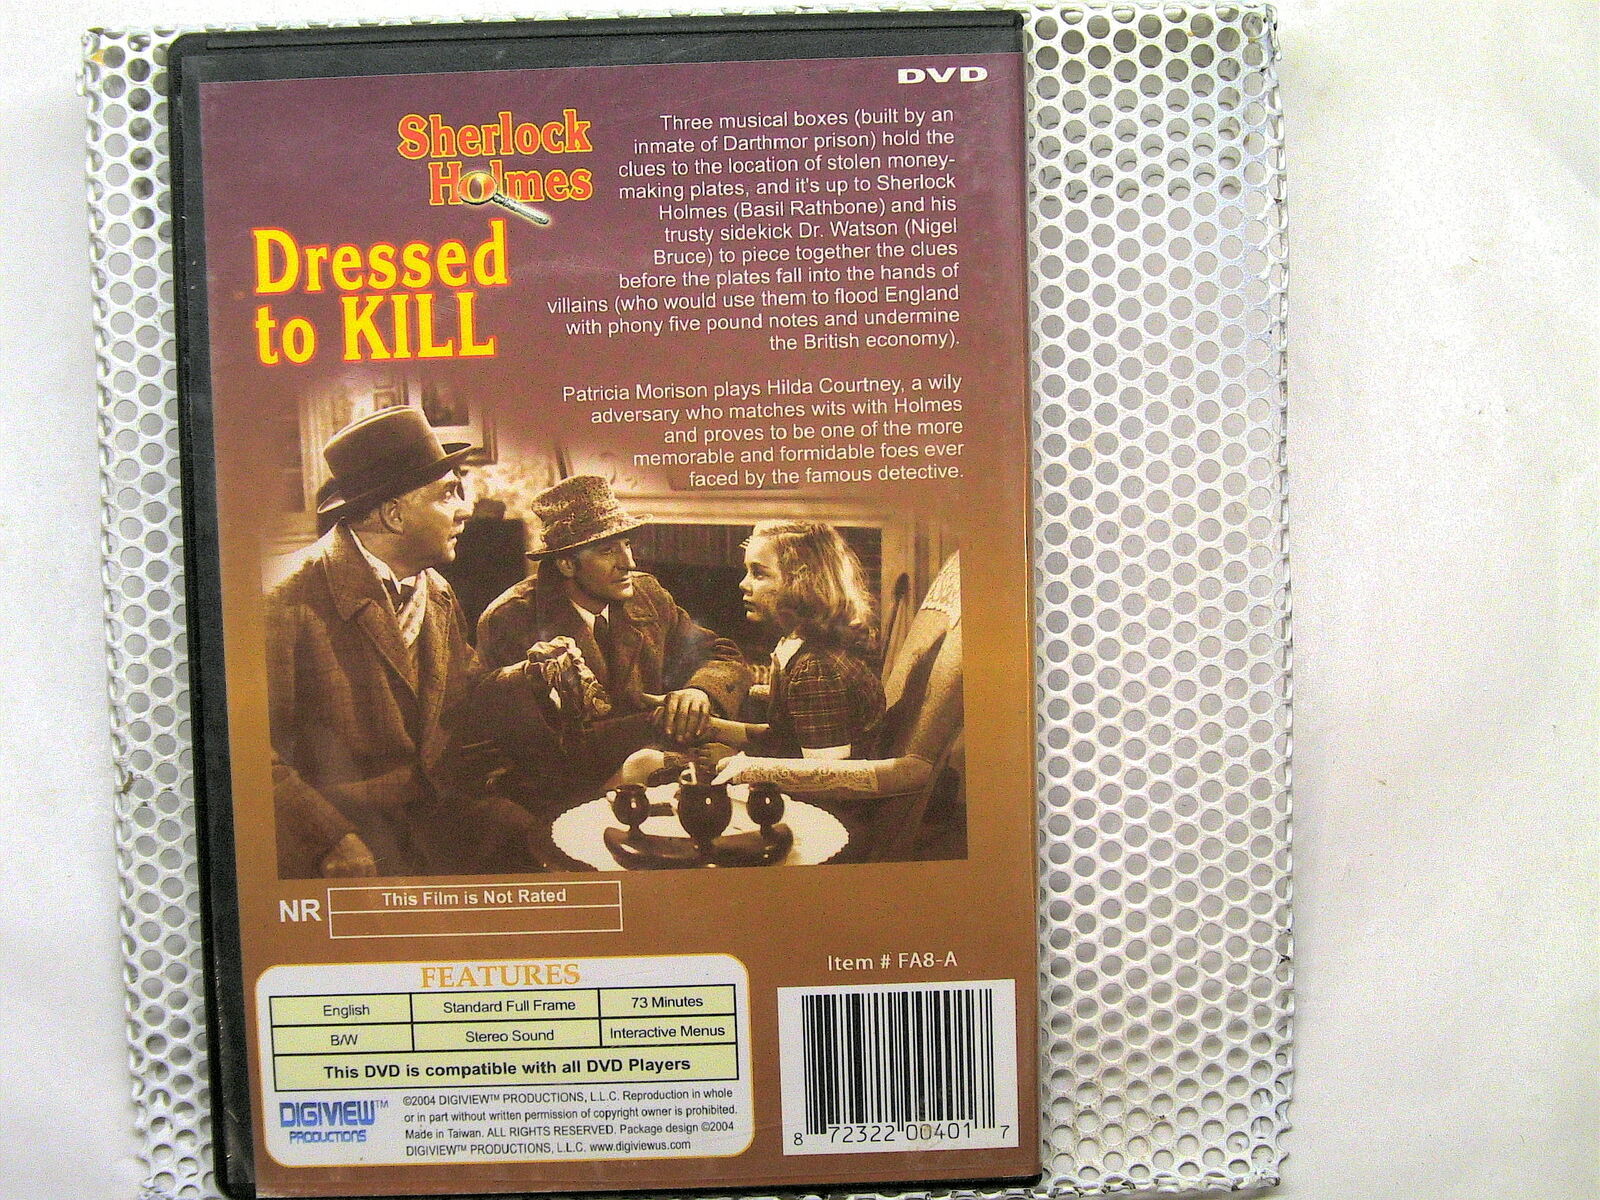 DVD
Sherlock
Holmes
Dressed
to KILL
Three musical boxes (built by an
inmate of Darthmor prison) hold the
clues to the location of stolen money-
making plates, and it's up to Sherlock
Holmes (Basil Rathbone) and his
trusty sidekick Dr. Watson (Nigel
Bruce) to piece together the clues
before the plates fall into the hands of
villains (who would use them to flood England
with phony five pound notes and undermine
the British economy).
Patricia Morison plays Hilda Courtney, a wily
adversary who matches wits with Holmes
and proves to be one of the more
memorable and formidable foes ever
faced by the famous detective.
NR
This Film is Not Rated
FEATURES
English Standard Full Frame 73 Minutes
B/W Stereo Sound Interactive Menus
This DVD is compatible with all DVD Players
DIGIVIEW™
PRODUCTIONS
©2004 DIGIVIEW™ PRODUCTIONS, L.L.C. Reproduction in whole
or in part without written permission of copyright owner is prohibited.
Made in Taiwan. ALL RIGHTS RESERVED. Package design ©2004
DIGIVIEW™ PRODUCTIONS, L.L.C. www.digiviewus.com
Item # FA8-A
8 72322 00401 7